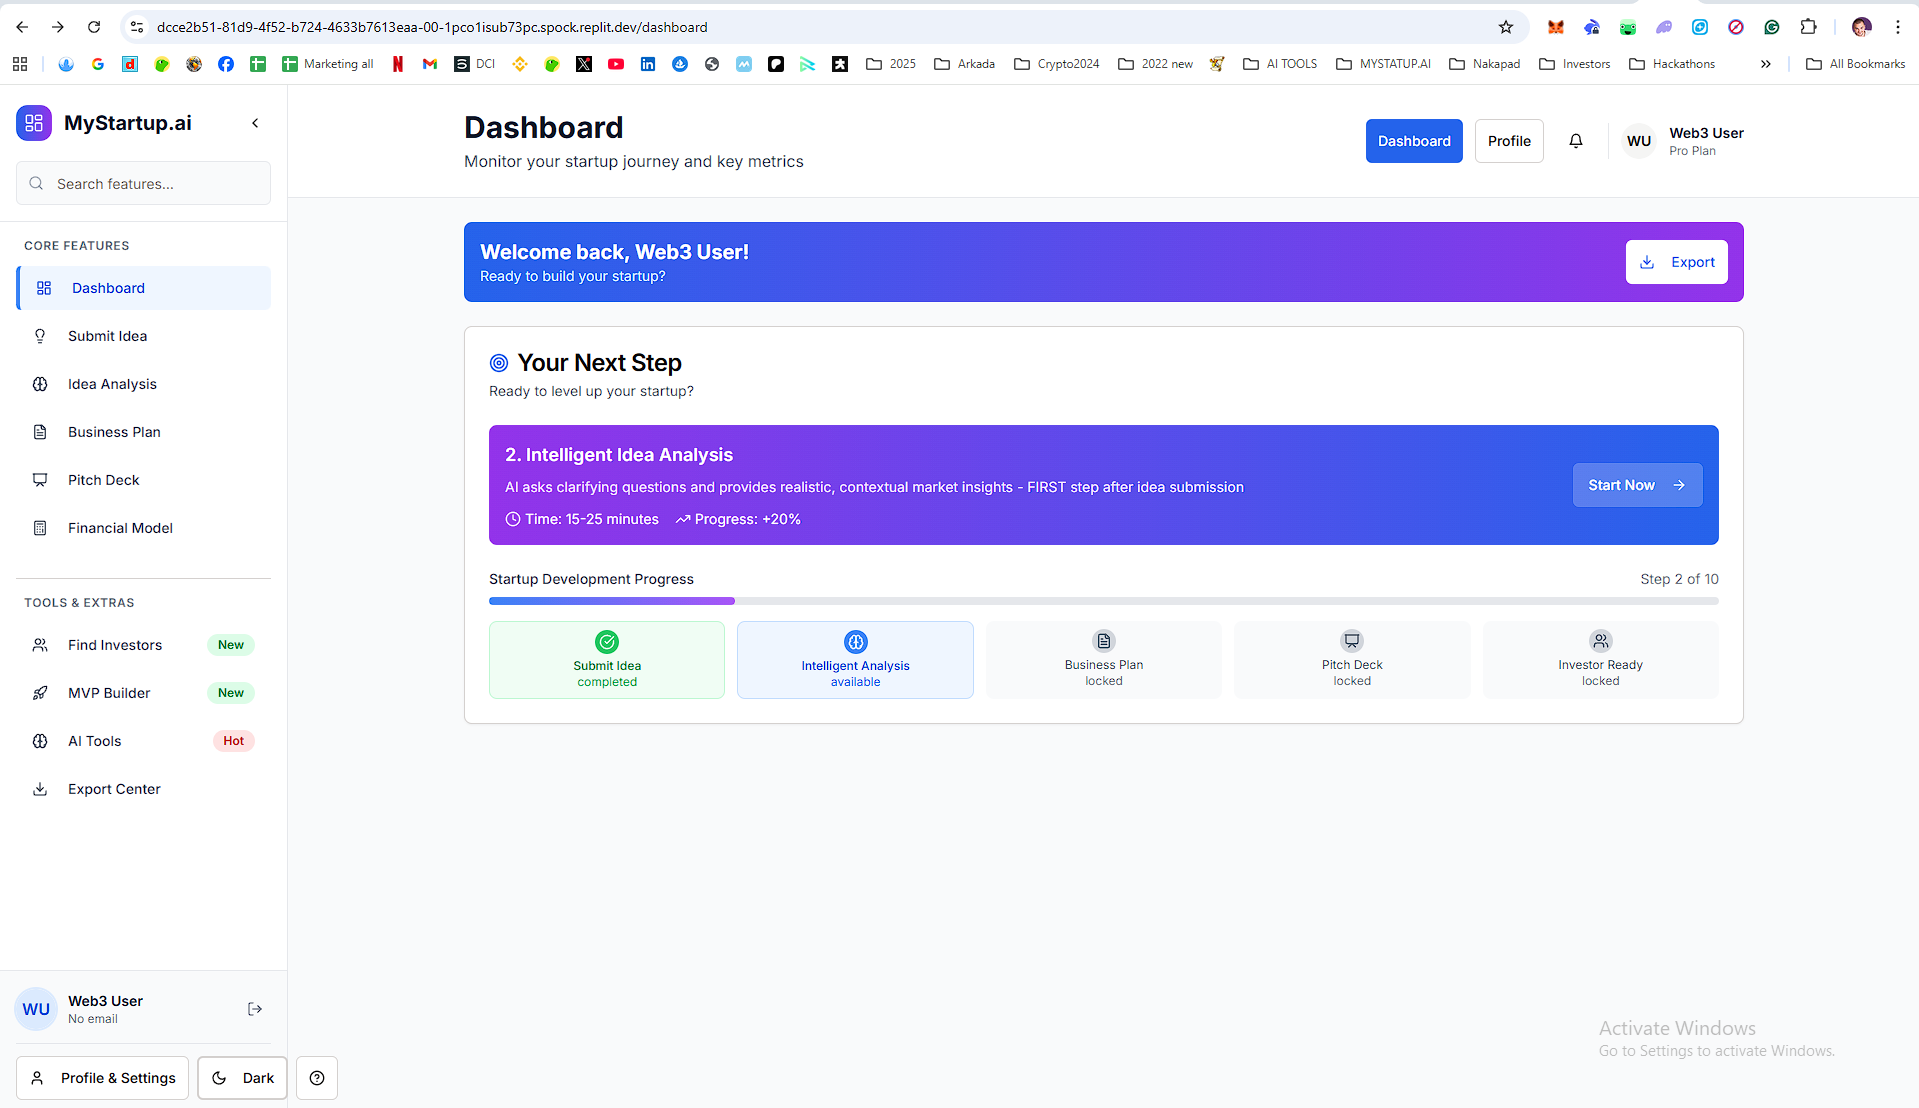 dcce2b51-81d9-4f52-b724-4633b7613eaa-00-1pco1isub73pc.spock.replit.dev/dashboard
Marketing all
DCI
2025
Arkada
Crypto2024
2022 new
AI TOOLS
MYSTATUP.AI
Nakapad
Investors
Hackathons
All Bookmarks
MyStartup.ai
Search features...
CORE FEATURES
Dashboard
Submit Idea
Idea Analysis
Business Plan
Pitch Deck
Financial Model
TOOLS & EXTRAS
Find Investors New
MVP Builder New
AI Tools Hot
Export Center
WU
Web3 User
No email
Profile & Settings
Dark
Dashboard
Monitor your startup journey and key metrics
Dashboard
Profile
WU
Web3 User
Pro Plan
Welcome back, Web3 User!
Ready to build your startup?
Export
Your Next Step
Ready to level up your startup?
2. Intelligent Idea Analysis
AI asks clarifying questions and provides realistic, contextual market insights - FIRST step after idea submission
Time: 15-25 minutes Progress: +20%
Start Now
Startup Development Progress
Step 2 of 10
Submit Idea
completed
Intelligent Analysis
available
Business Plan
locked
Pitch Deck
locked
Investor Ready
locked
Activate Windows
Go to Settings to activate Windows.